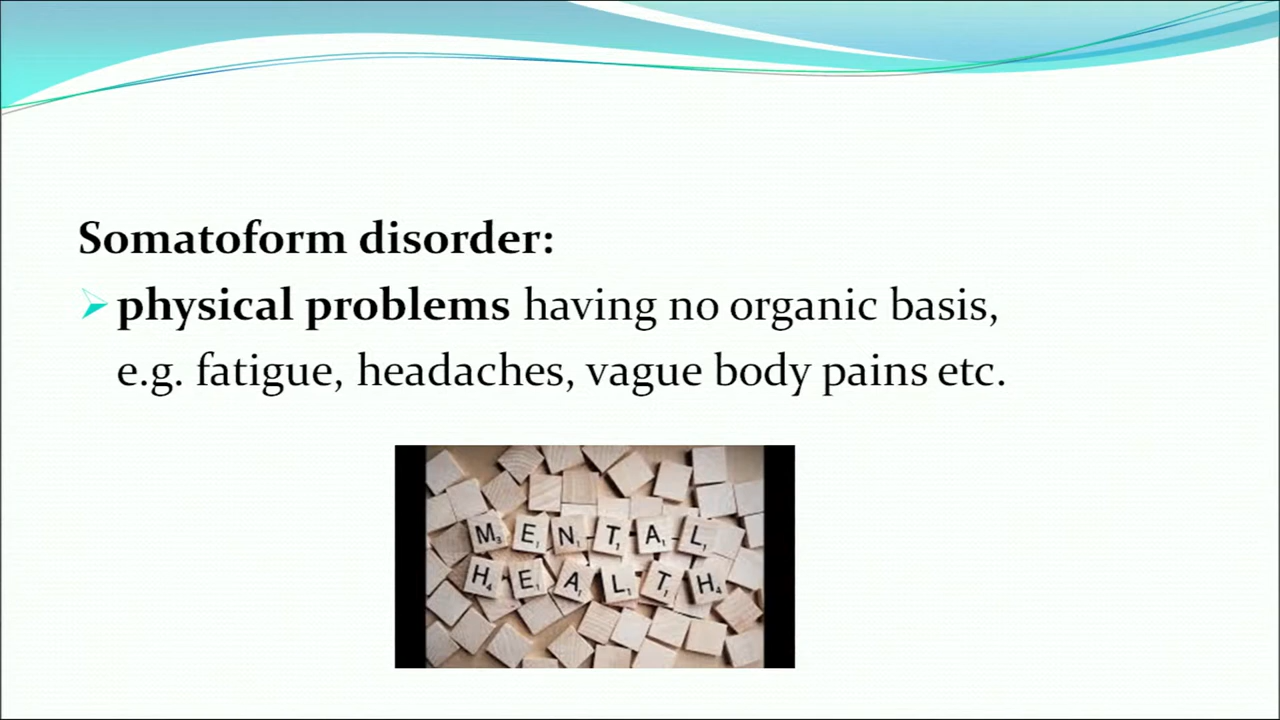 Somatoform disorder:
physical problems having no organic basis,
e.g. fatigue, headaches, vague body pains etc.
MENTAL
HEALTH